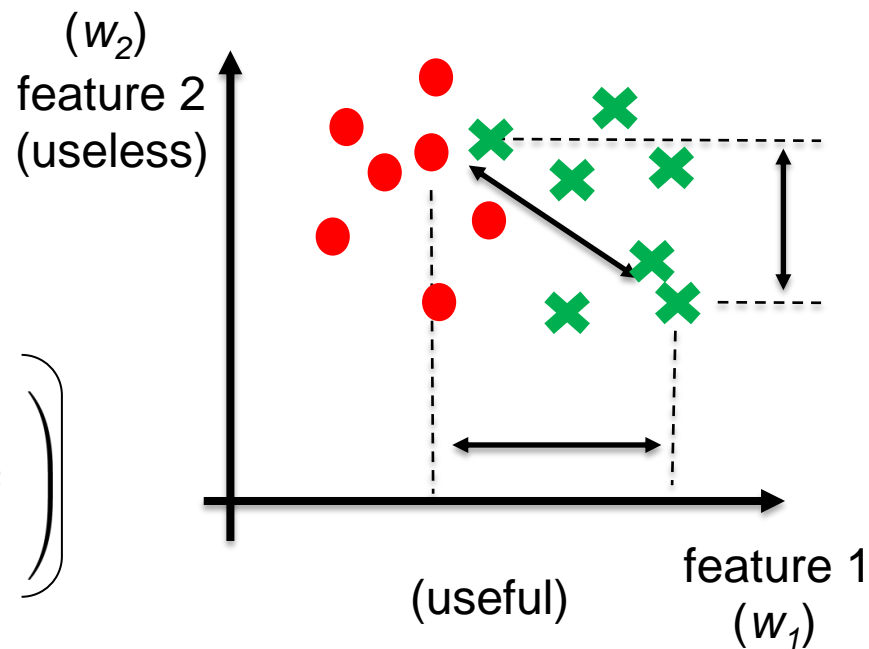 (w₂)
feature 2
(useless)
(useful)
feature 1
(w₁)